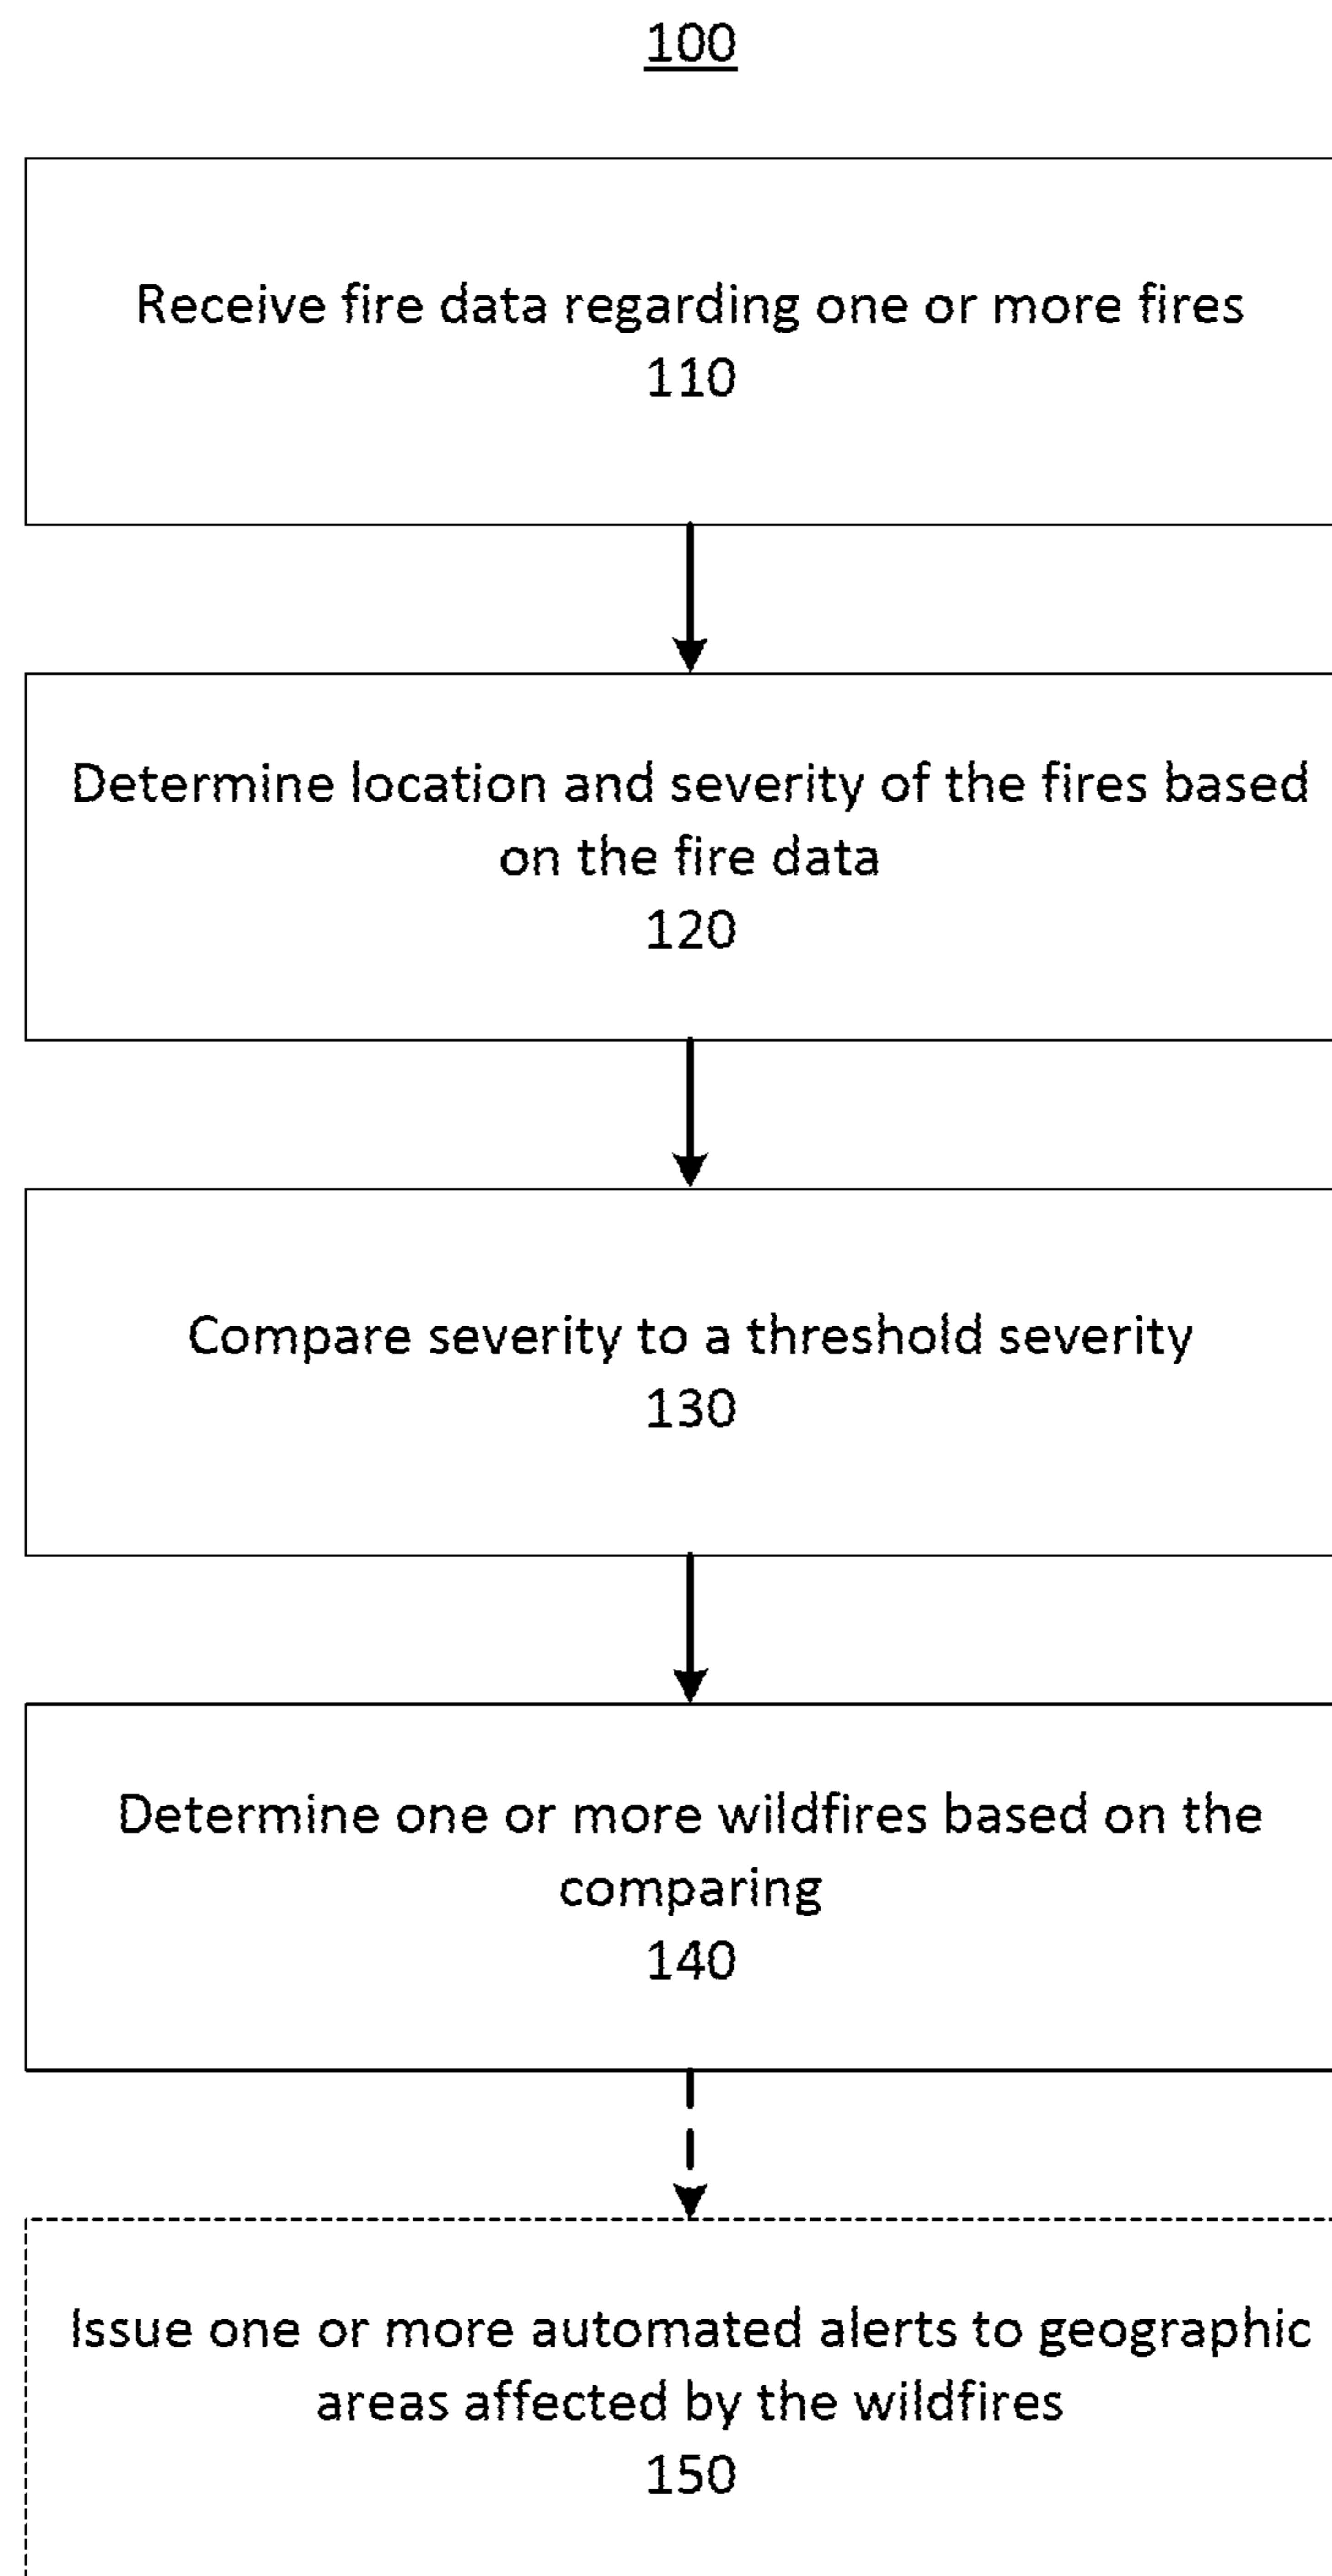 100
Receive fire data regarding one or more fires
110
Determine location and severity of the fires based
on the fire data
120
Compare severity to a threshold severity
130
Determine one or more wildfires based on the
comparing
140
Issue one or more automated alerts to geographic
areas affected by the wildfires
150